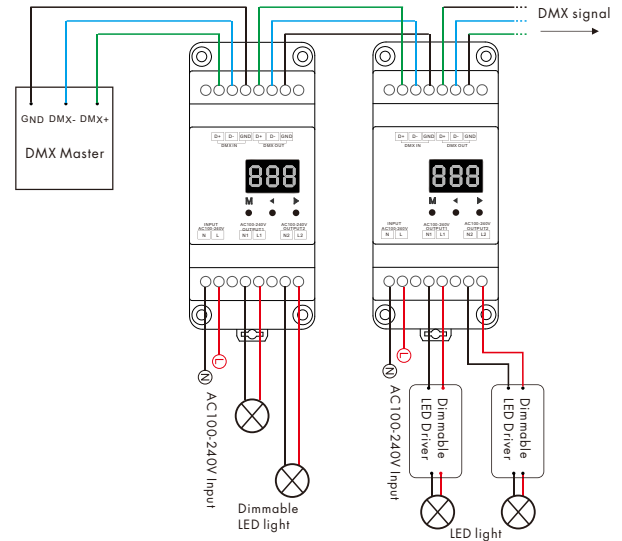 DMX signal
GND DMX- DMX+
DMX Master
D+ D- GND D+ D- GND
DMX IN DMX OUT
888
M ◀ ▶
INPUT AC100-240V AC100-240V
AC100-260V OUTPUT1 OUTPUT2
N L N1 L1 N2 L2
D+ D- GND D+ D- GND
DMX IN DMX OUT
888
M ◀ ▶
INPUT AC100-260V AC100-240V
AC100-260V OUTPUT1 OUTPUT2
N L N1 L1 N2 L2
L
N
AC100-240V Input
Dimmable
LED light
L
N
AC100-240V Input
Dimmable
LED Driver
Dimmable
LED Driver
LED light